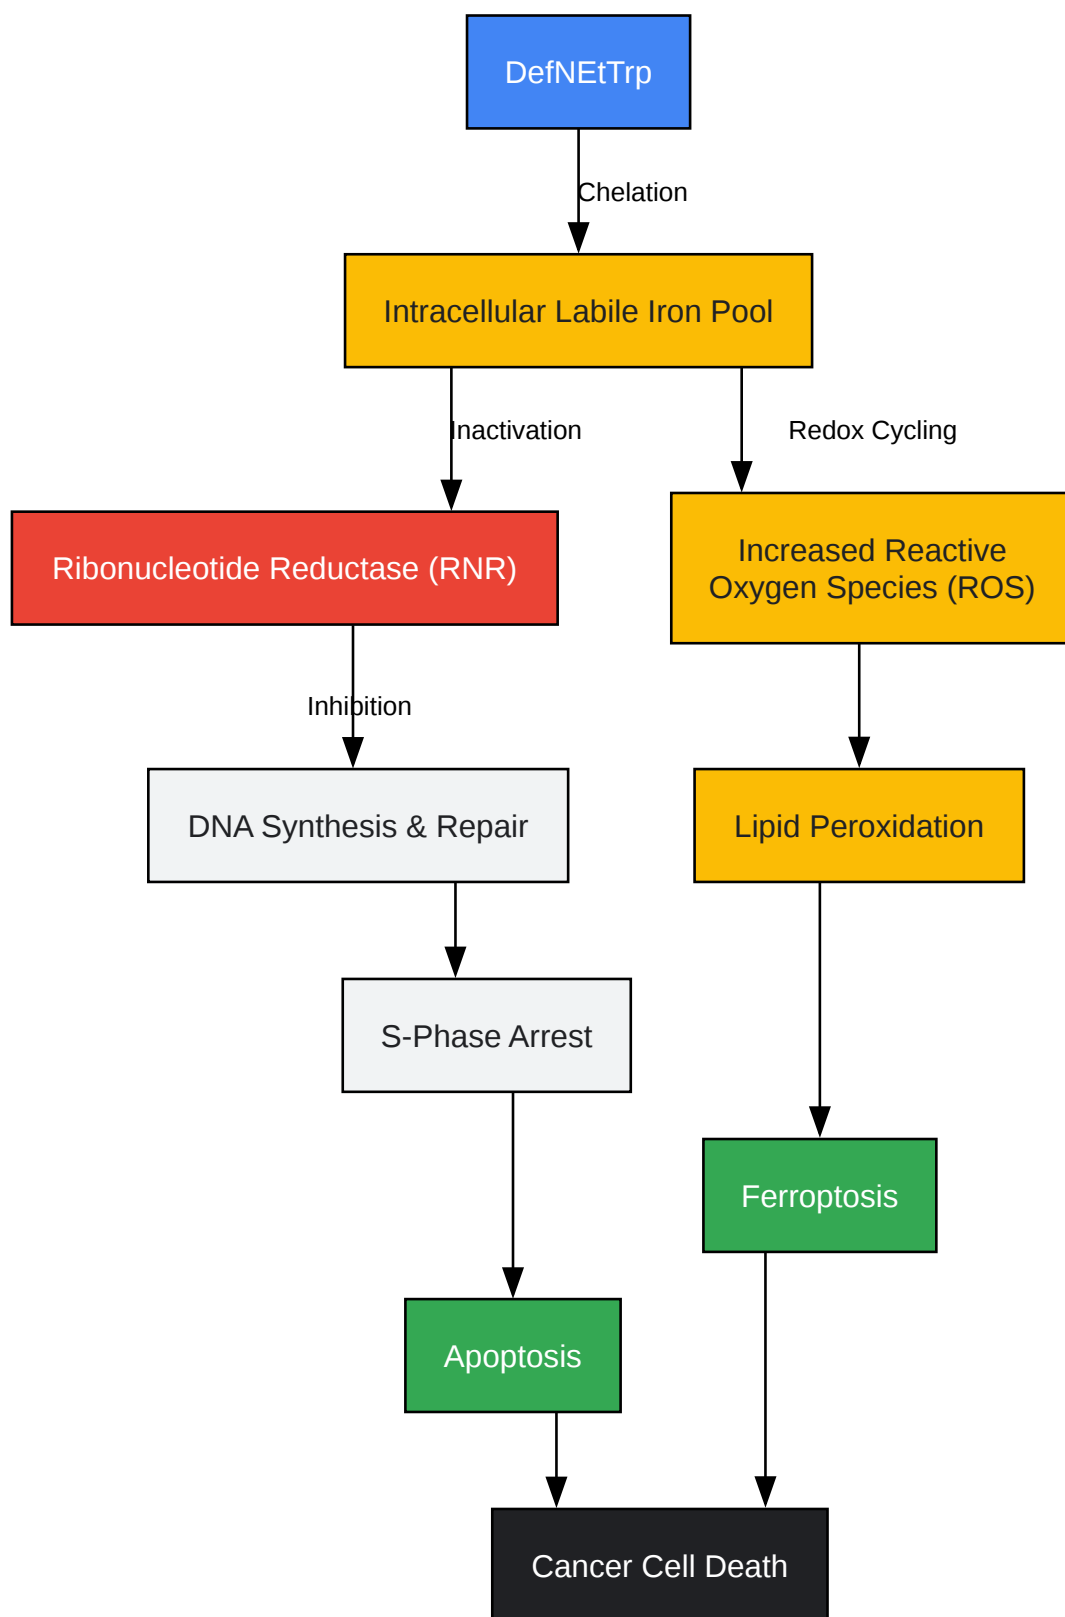 DefNEtTrp
Chelation
Intracellular Labile Iron Pool
Inactivation
Redox Cycling
Ribonucleotide Reductase (RNR)
Increased Reactive
Oxygen Species (ROS)
Inhibition
DNA Synthesis & Repair
Lipid Peroxidation
S-Phase Arrest
Ferroptosis
Apoptosis
Cancer Cell Death